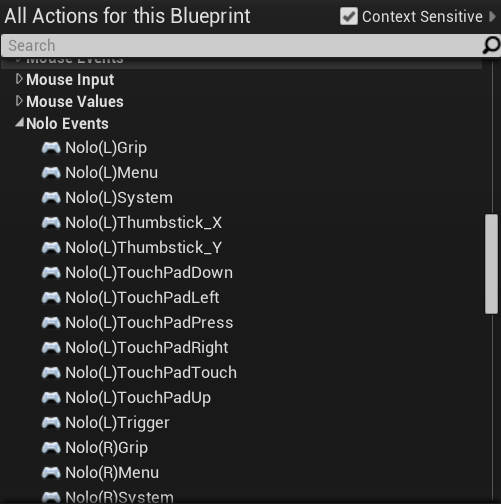 All Actions for this Blueprint
Context Sensitive
Search
Mouse Events
Mouse Input
Mouse Values
Nolo Events
Nolo(L)Grip
Nolo(L)Menu
Nolo(L)System
Nolo(L)Thumbstick_X
Nolo(L)Thumbstick_Y
Nolo(L)TouchPadDown
Nolo(L)TouchPadLeft
Nolo(L)TouchPadPress
Nolo(L)TouchPadRight
Nolo(L)TouchPadTouch
Nolo(L)TouchPadUp
Nolo(L)Trigger
Nolo(R)Grip
Nolo(R)Menu
Nolo(R)System